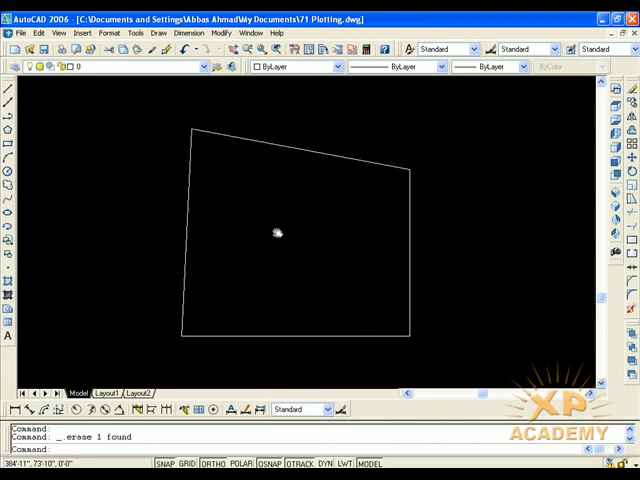 AutoCAD 2006 - [C:\Documents and Settings\Abbas Ahmad\My Documents\71 Plotting.dwg]
File Edit View Insert Format Tools Draw Dimension Modify Window Help
Standard Standard Standard
0 ByLayer ByLayer ByLayer ByColor
Model Layout1 Layout2
Standard
Command:
Command: _.erase 1 found
Command:
384'-11", 73'-10, 0'-0" SNAP GRID ORTHO POLAR OSNAP OTRACK DYN LWT MODEL
XP
ACADEMY